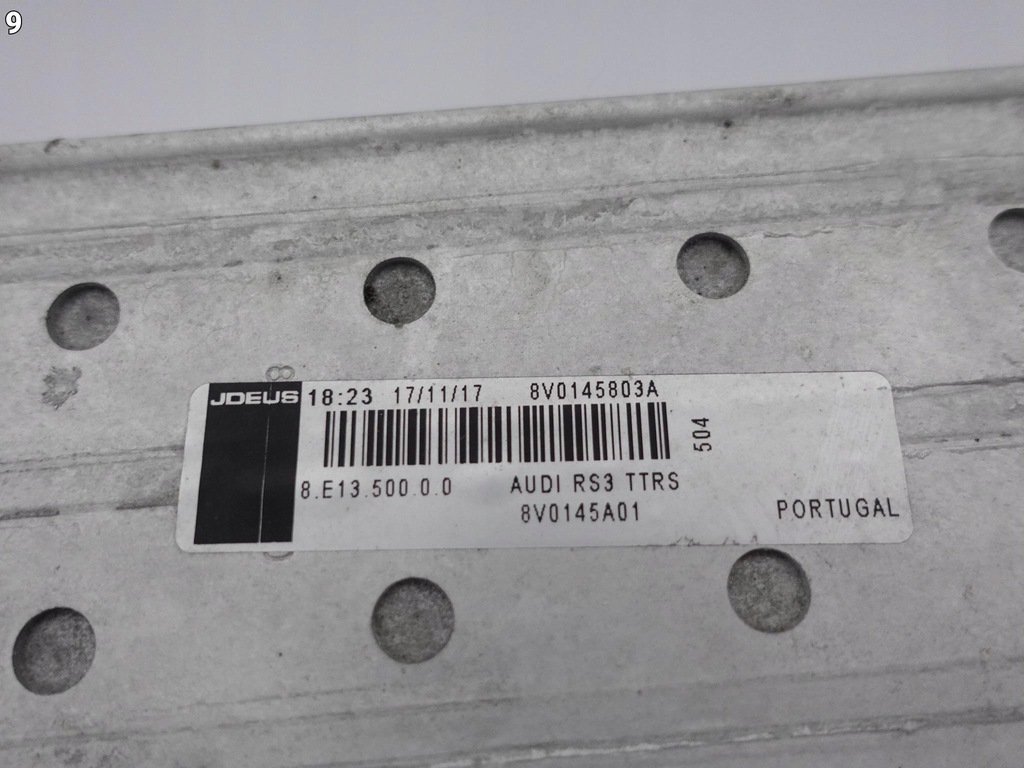 9
8
JDEUS 18:23 17/11/17 8V0145803A
504
8.E13.500.0.0 AUDI RS3 TTRS
8V0145A01
PORTUGAL